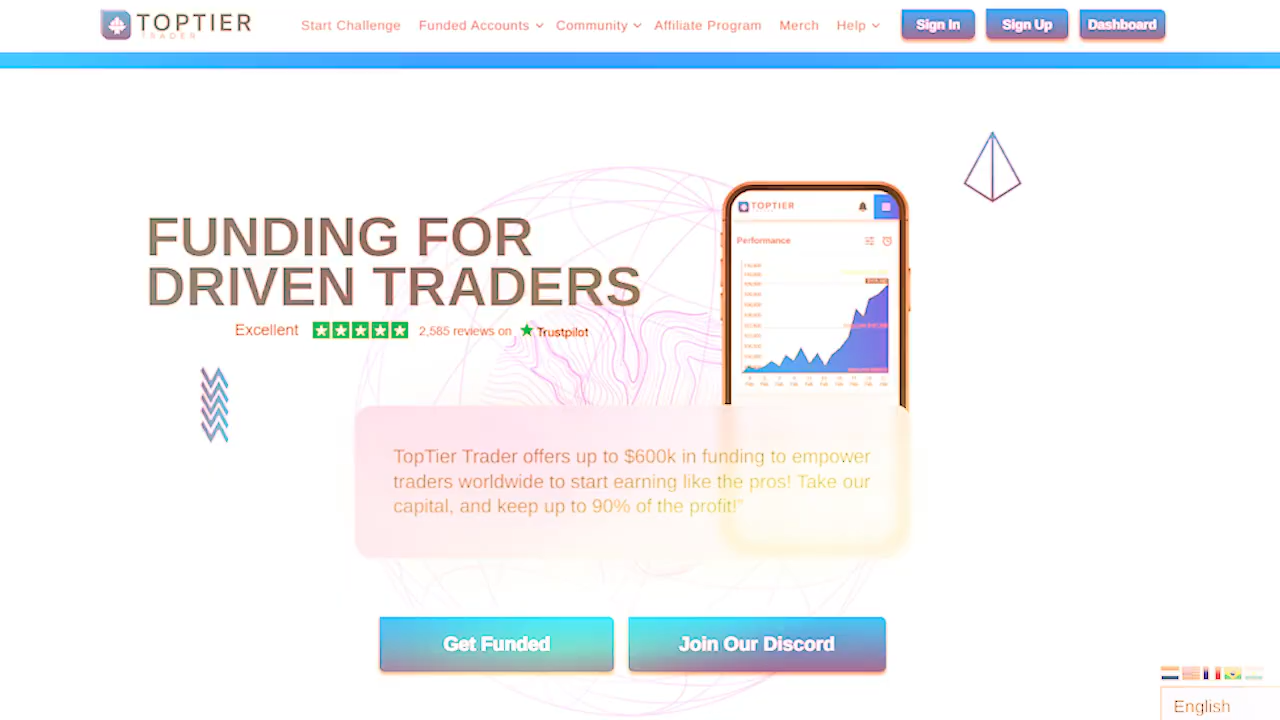 TOPTIER
TRADER
Start Challenge
Funded Accounts
Community
Affiliate Program
Merch
Help
Sign In
Sign Up
Dashboard
FUNDING FOR
DRIVEN TRADERS
Excellent
2,585 reviews on
Trustpilot
TOPTIER
Performance
TopTier Trader offers up to $600k in funding to empower
traders worldwide to start earning like the pros! Take our
capital, and keep up to 90% of the profit!"
Get Funded
Join Our Discord
English